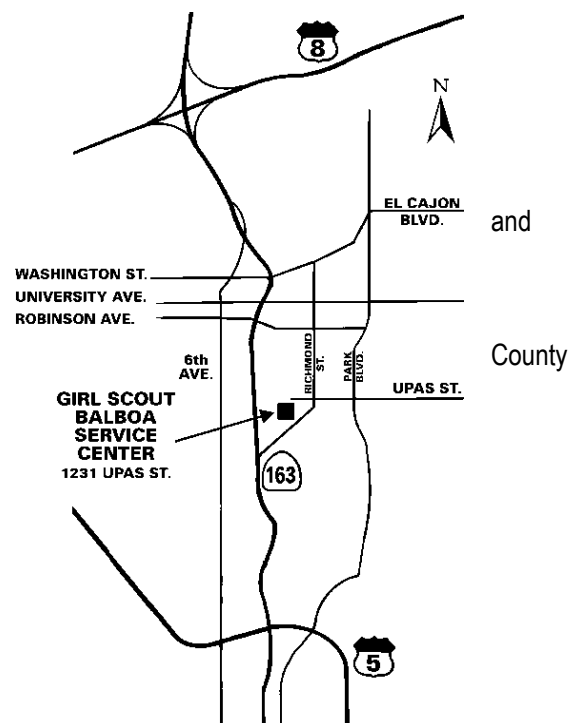 8
N
EL CAJON
BLVD.
and
WASHINGTON ST.
UNIVERSITY AVE.
ROBINSON AVE.
6th
AVE.
RICHMOND
ST.
PARK
BLVD.
County
UPAS ST.
GIRL SCOUT
BALBOA
SERVICE
CENTER
1231 UPAS ST.
163
5